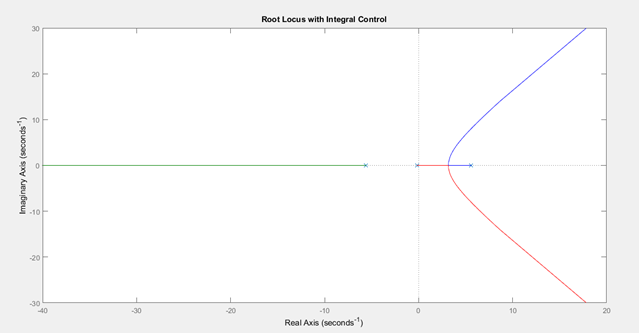 Root Locus with Integral Control
30
20
10
0
-10
-20
-30
Imaginary Axis (seconds⁻¹)
-40 -30 -20 -10 0 10 20
Real Axis (seconds⁻¹)